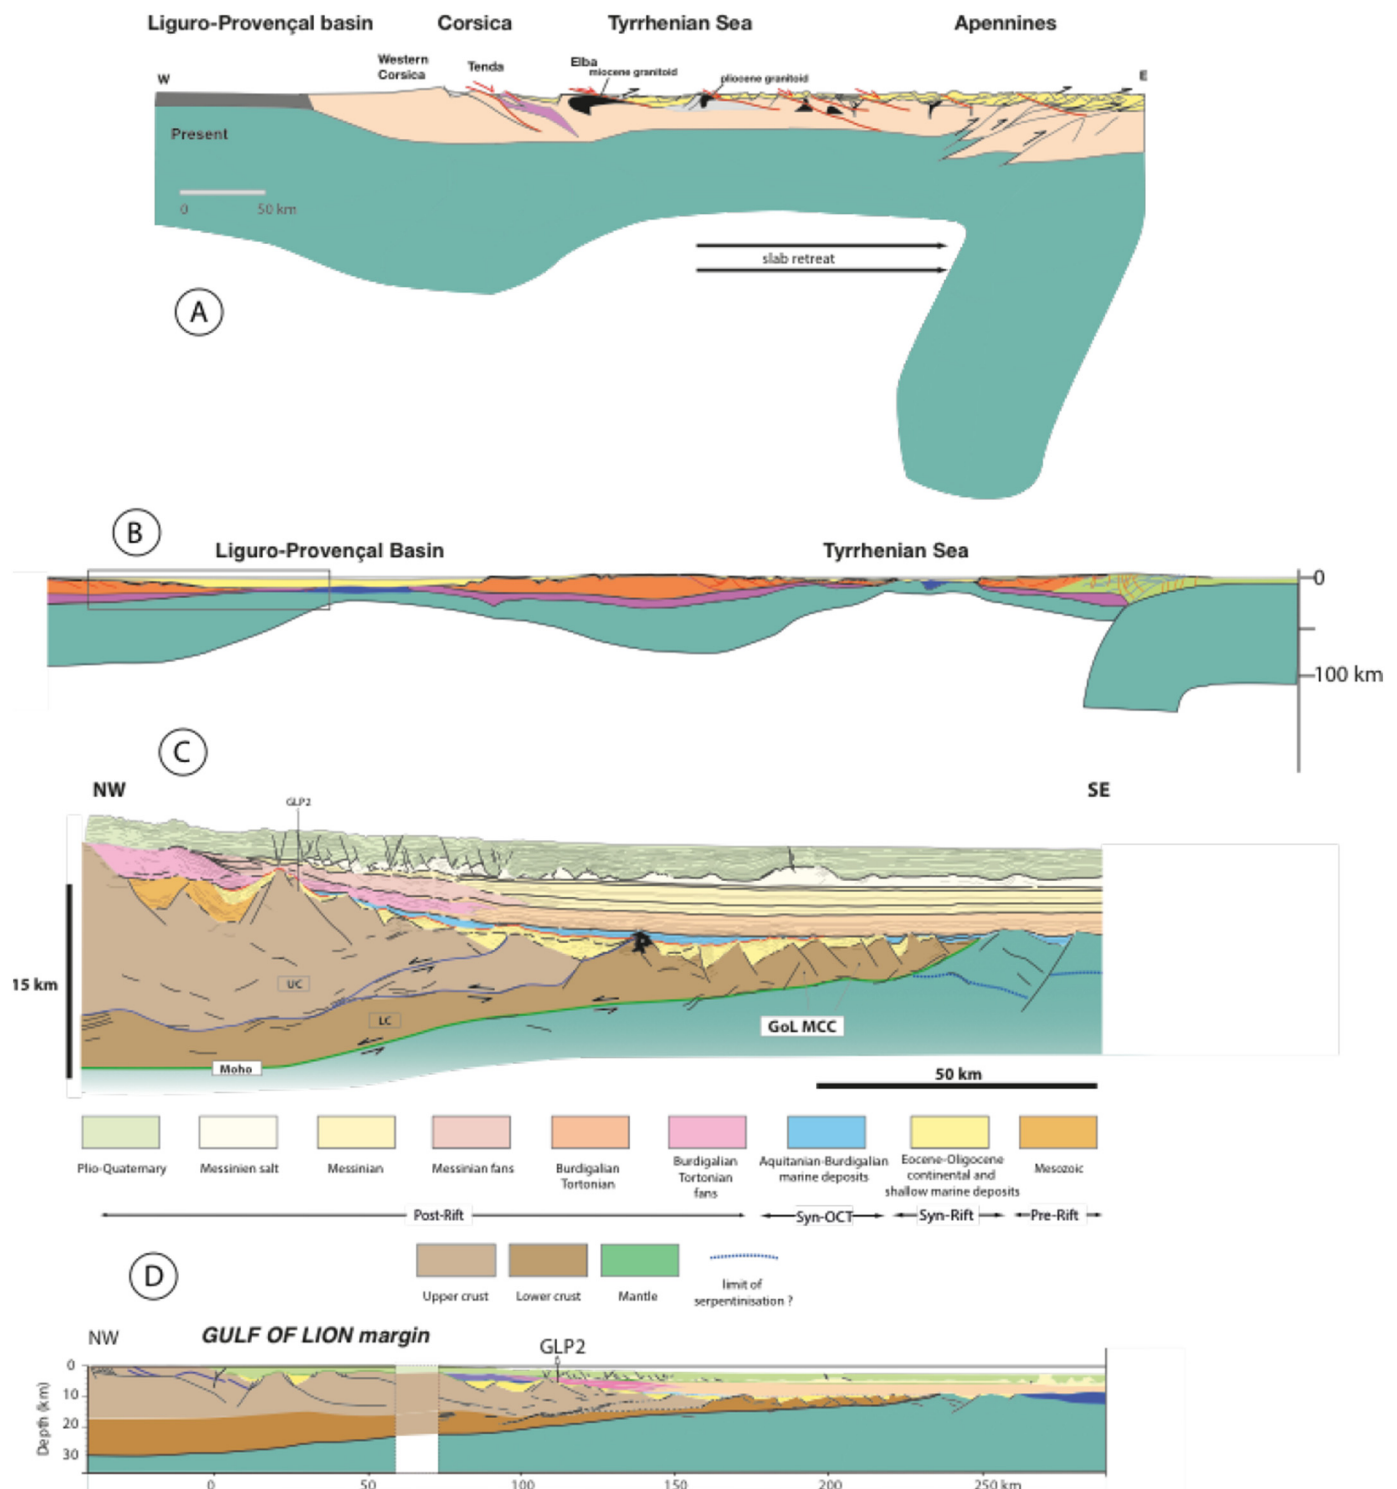 Liguro-Provençal basin Corsica Tyrrhenian Sea Apennines
Western
Corsica
Tenda
Elba
miocene granitoid
pliocene granitoid
W
E
Present
0 50 km
slab retreat
A
B
Liguro-Provençal Basin
Tyrrhenian Sea
0
100 km
C
NW
GLP2
SE
15 km
UC
LC
Moho
GoL MCC
50 km
Plio-Quaternary
Messinien salt
Messinian
Messinian fans
Burdigalian
Tortonian
Burdigalian
Tortonian
fans
Aquitanian-Burdigalian
marine deposits
Eocene-Oligocene
continental and
shallow marine deposits
Mesozoic
Post-Rift
Syn-OCT
Syn-Rift
Pre-Rift
Upper crust
Lower crust
Mantle
limit of
serpentinisation ?
D
NW
GULF OF LION margin
GLP2
Depth (km)
0
10
20
30
0 50 100 150 200 250 km